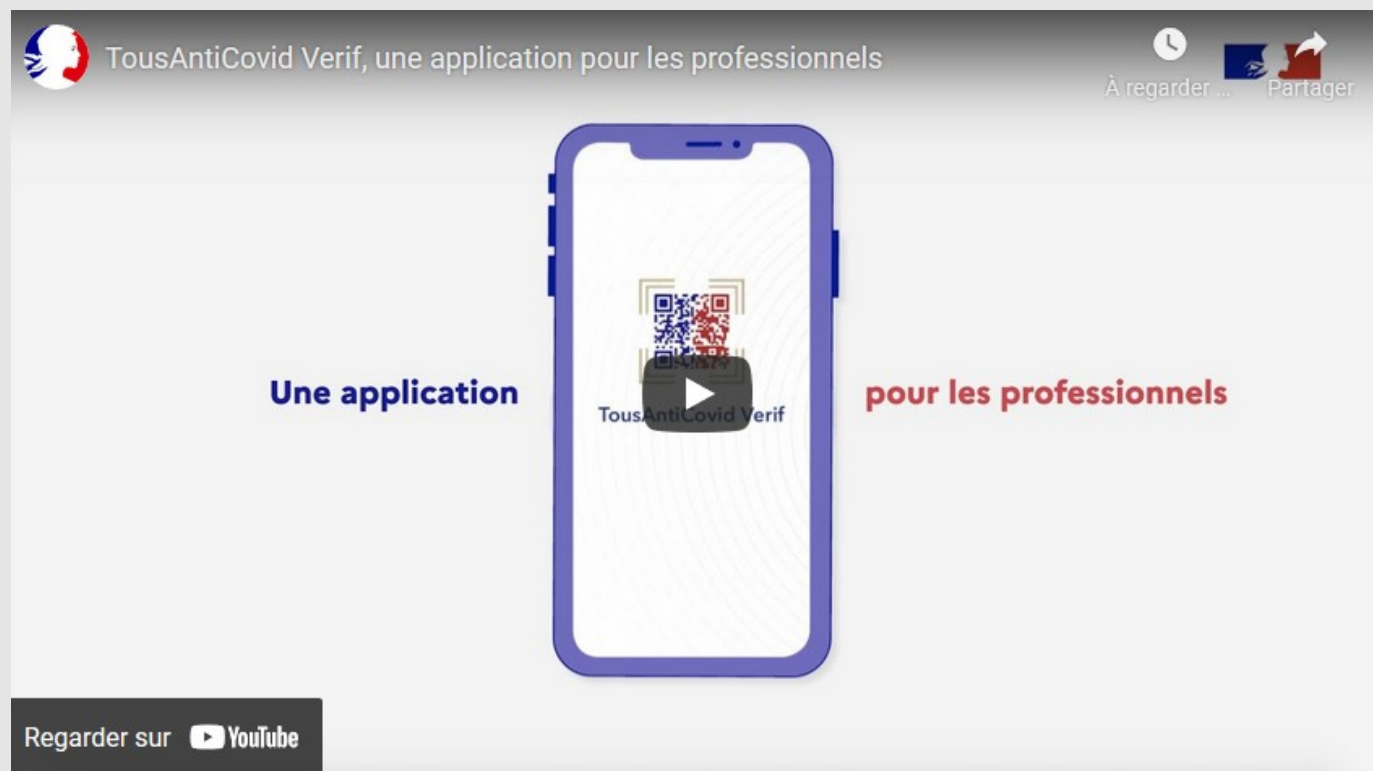 TousAntiCovid Verif, une application pour les professionnels
À regarder ...
Partager
Une application
TousAntiCovid Verif
pour les professionnels
Regarder sur YouTube